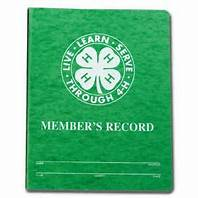 LIVE · LEARN · SERVE
THROUGH 4-H
H H
H H
MEMBER'S RECORD